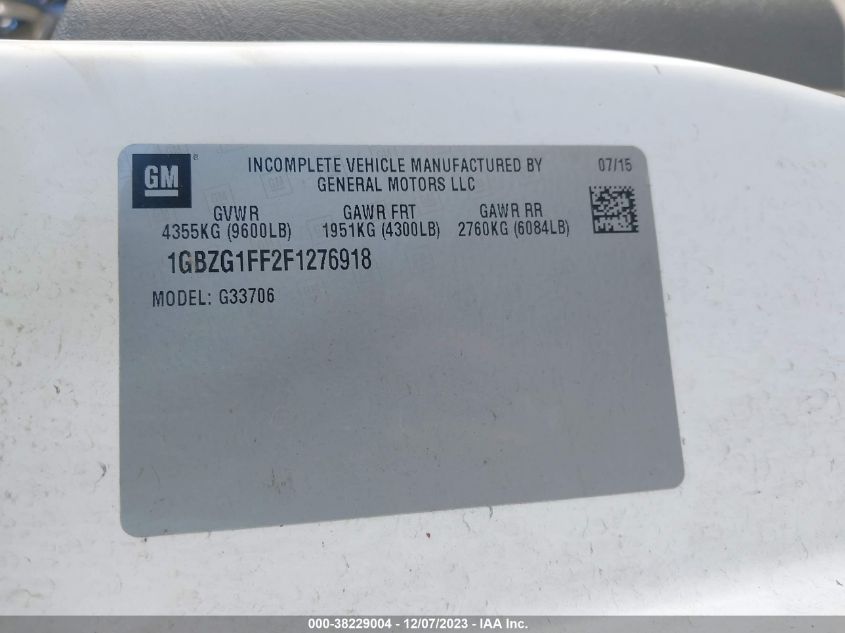 GM ®
INCOMPLETE VEHICLE MANUFACTURED BY
GENERAL MOTORS LLC
07/15
GVWR GAWR FRT GAWR RR
4355KG (9600LB) 1951KG (4300LB) 2760KG (6084LB)
1GBZG1FF2F1276918
MODEL: G33706
000-38229004 - 12/07/2023 - IAA Inc.